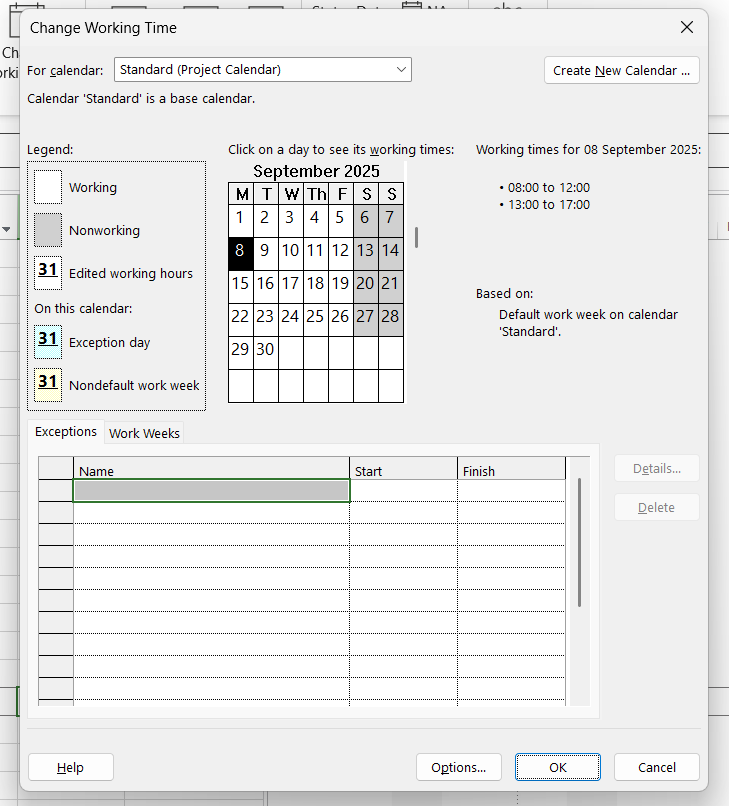 Change Working Time
For calendar: Standard (Project Calendar) Create New Calendar ...
Calendar 'Standard' is a base calendar.
Legend:
Working
Nonworking
31 Edited working hours
On this calendar:
31 Exception day
31 Nondefault work week
Click on a day to see its working times:
September 2025
M T W Th F S S
1 2 3 4 5 6 7
8 9 10 11 12 13 14
15 16 17 18 19 20 21
22 23 24 25 26 27 28
29 30
Working times for 08 September 2025:
• 08:00 to 12:00
• 13:00 to 17:00
Based on:
Default work week on calendar
'Standard'.
Exceptions Work Weeks
Name Start Finish
Details...
Delete
Help Options... OK Cancel